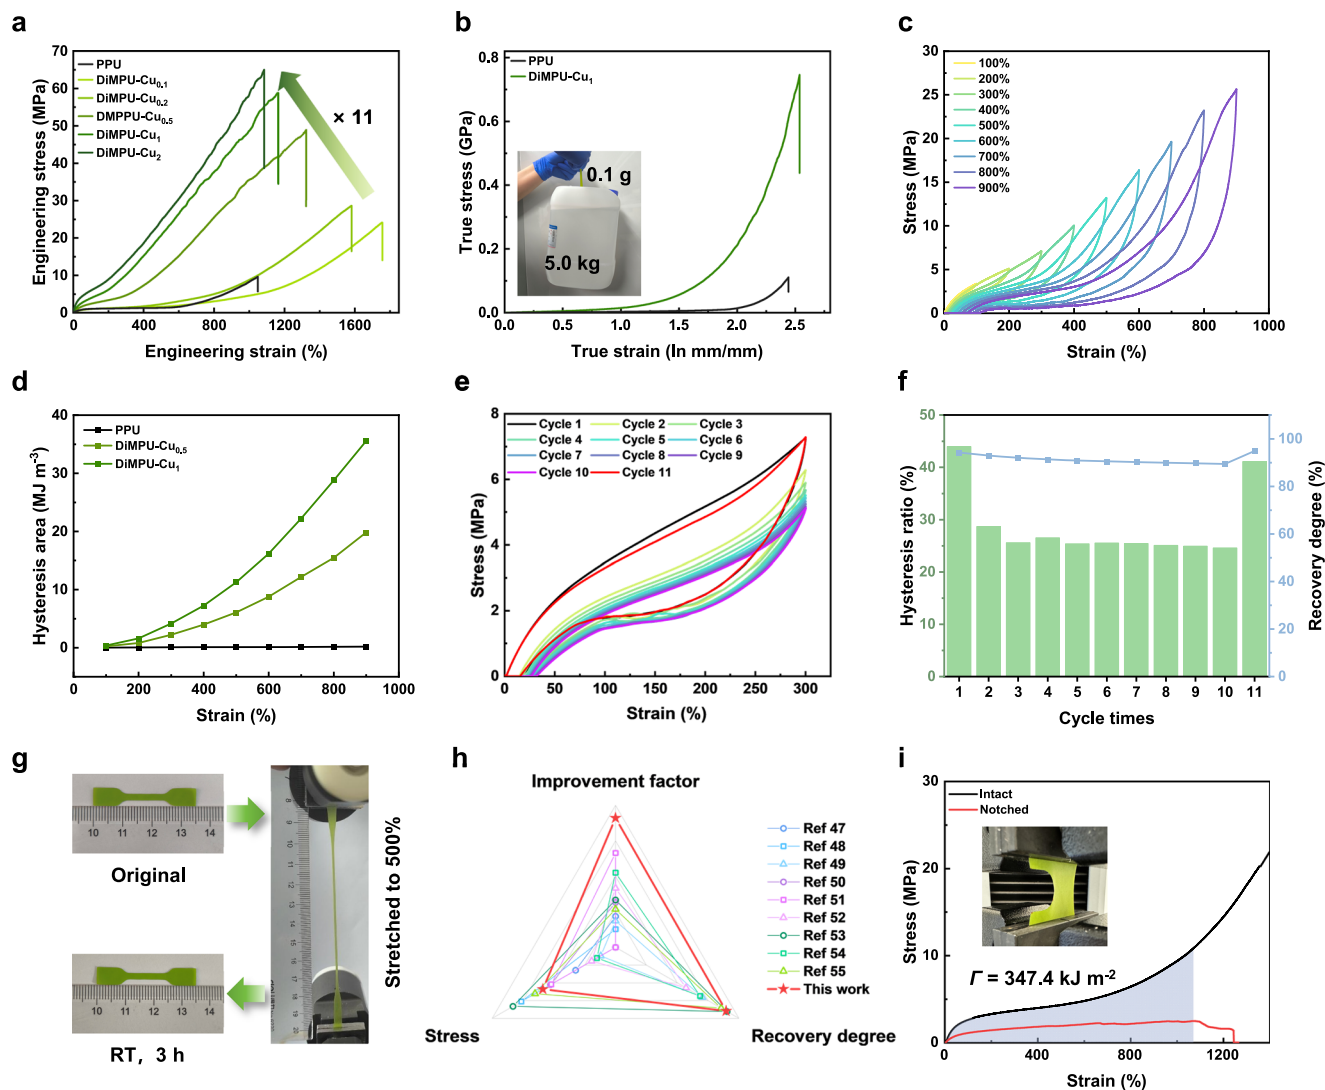 a
70
60
50
40
30
20
10
0
Engineering stress (MPa)
PPU
DiMPU-Cu0.1
DiMPU-Cu0.2
DMPPU-Cu0.5
DiMPU-Cu1
DiMPU-Cu2
× 11
0 400 800 1200 1600
Engineering strain (%)
b
0.8
0.6
0.4
0.2
0.0
True stress (GPa)
PPU
DiMPU-Cu1
0.1 g
5.0 kg
0.0 0.5 1.0 1.5 2.0 2.5
True strain (ln mm/mm)
c
30
25
20
15
10
5
0
Stress (MPa)
100%
200%
300%
400%
500%
600%
700%
800%
900%
0 200 400 600 800 1000
Strain (%)
d
40
30
20
10
0
Hysteresis area (MJ m-3)
PPU
DiMPU-Cu0.5
DiMPU-Cu1
0 200 400 600 800 1000
Strain (%)
e
8
6
4
2
0
Stress (MPa)
Cycle 1 Cycle 2 Cycle 3
Cycle 4 Cycle 5 Cycle 6
Cycle 7 Cycle 8 Cycle 9
Cycle 10 Cycle 11
0 50 100 150 200 250 300
Strain (%)
f
50
40
30
20
10
0
Hysteresis ratio (%)
100
80
60
40
20
0
Recovery degree (%)
1 2 3 4 5 6 7 8 9 10 11
Cycle times
g
10 11 12 13 14
Original
Stretched to 500%
10 11 12 13 14
RT, 3 h
h
Improvement factor
Stress
Recovery degree
Ref 47
Ref 48
Ref 49
Ref 50
Ref 51
Ref 52
Ref 53
Ref 54
Ref 55
This work
i
30
20
10
0
Stress (MPa)
Intact
Notched
Γ = 347.4 kJ m-2
0 400 800 1200
Strain (%)